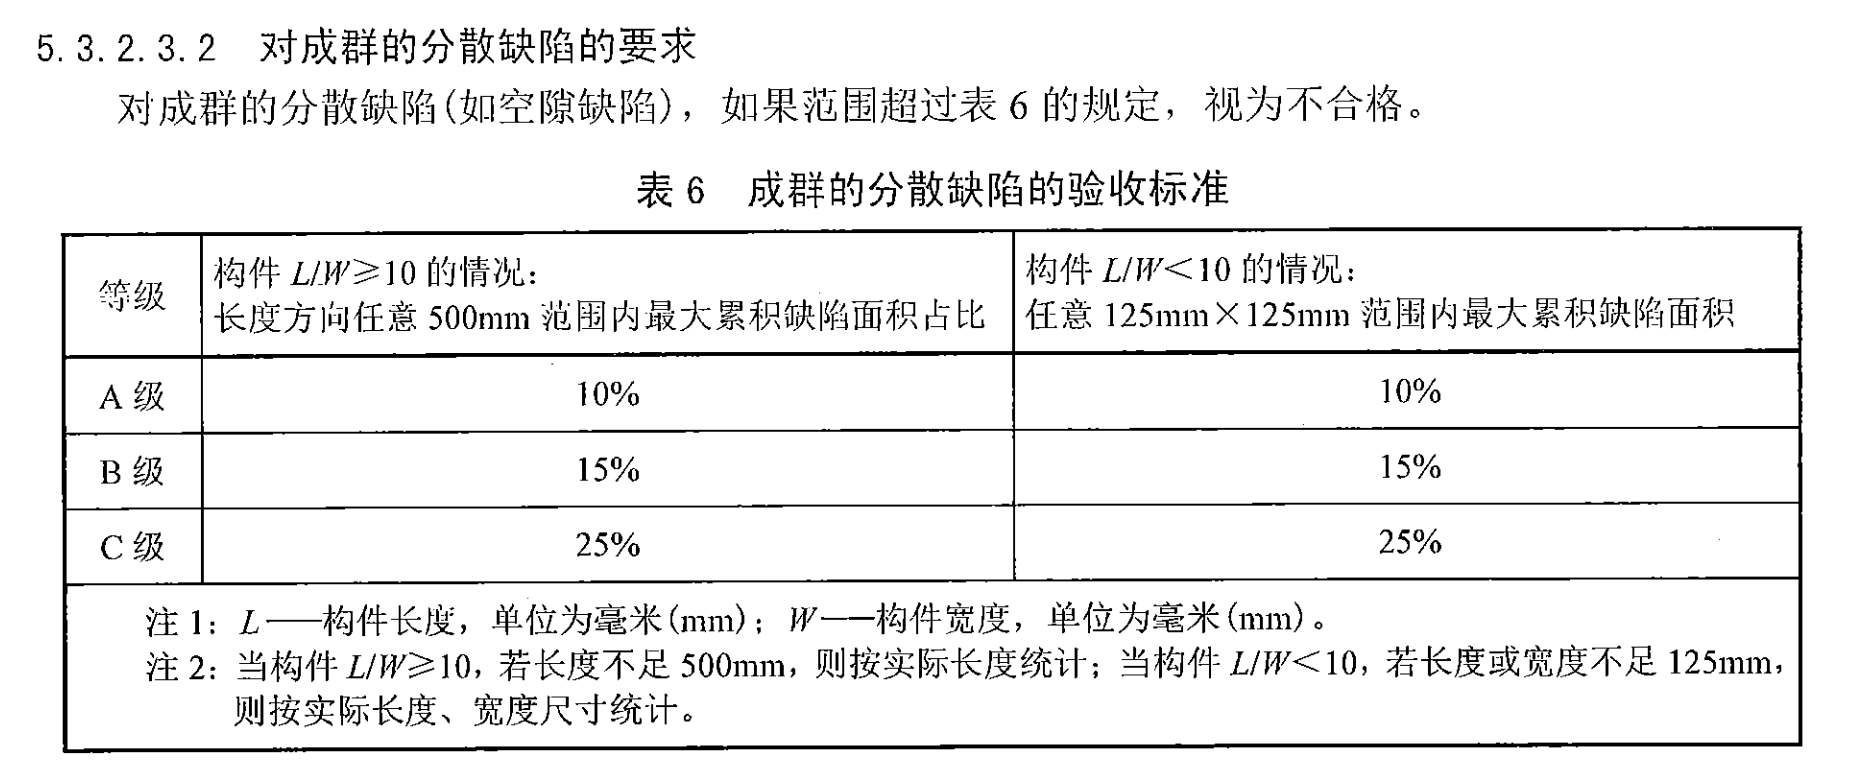 5.3.2.3.2 对成群的分散缺陷的要求
对成群的分散缺陷(如空隙缺陷)，如果范围超过表 6 的规定，视为不合格。
表 6 成群的分散缺陷的验收标准
等级
构件 L/W≥10 的情况：
长度方向任意 500mm 范围内最大累积缺陷面积占比
构件 L/W＜10 的情况：
任意 125mm×125mm 范围内最大累积缺陷面积
A 级 10% 10%
B 级 15% 15%
C 级 25% 25%
注 1：L——构件长度，单位为毫米(mm)；W——构件宽度，单位为毫米(mm)。
注 2：当构件 L/W≥10，若长度不足 500mm，则按实际长度统计；当构件 L/W＜10，若长度或宽度不足 125mm，
则按实际长度、宽度尺寸统计。